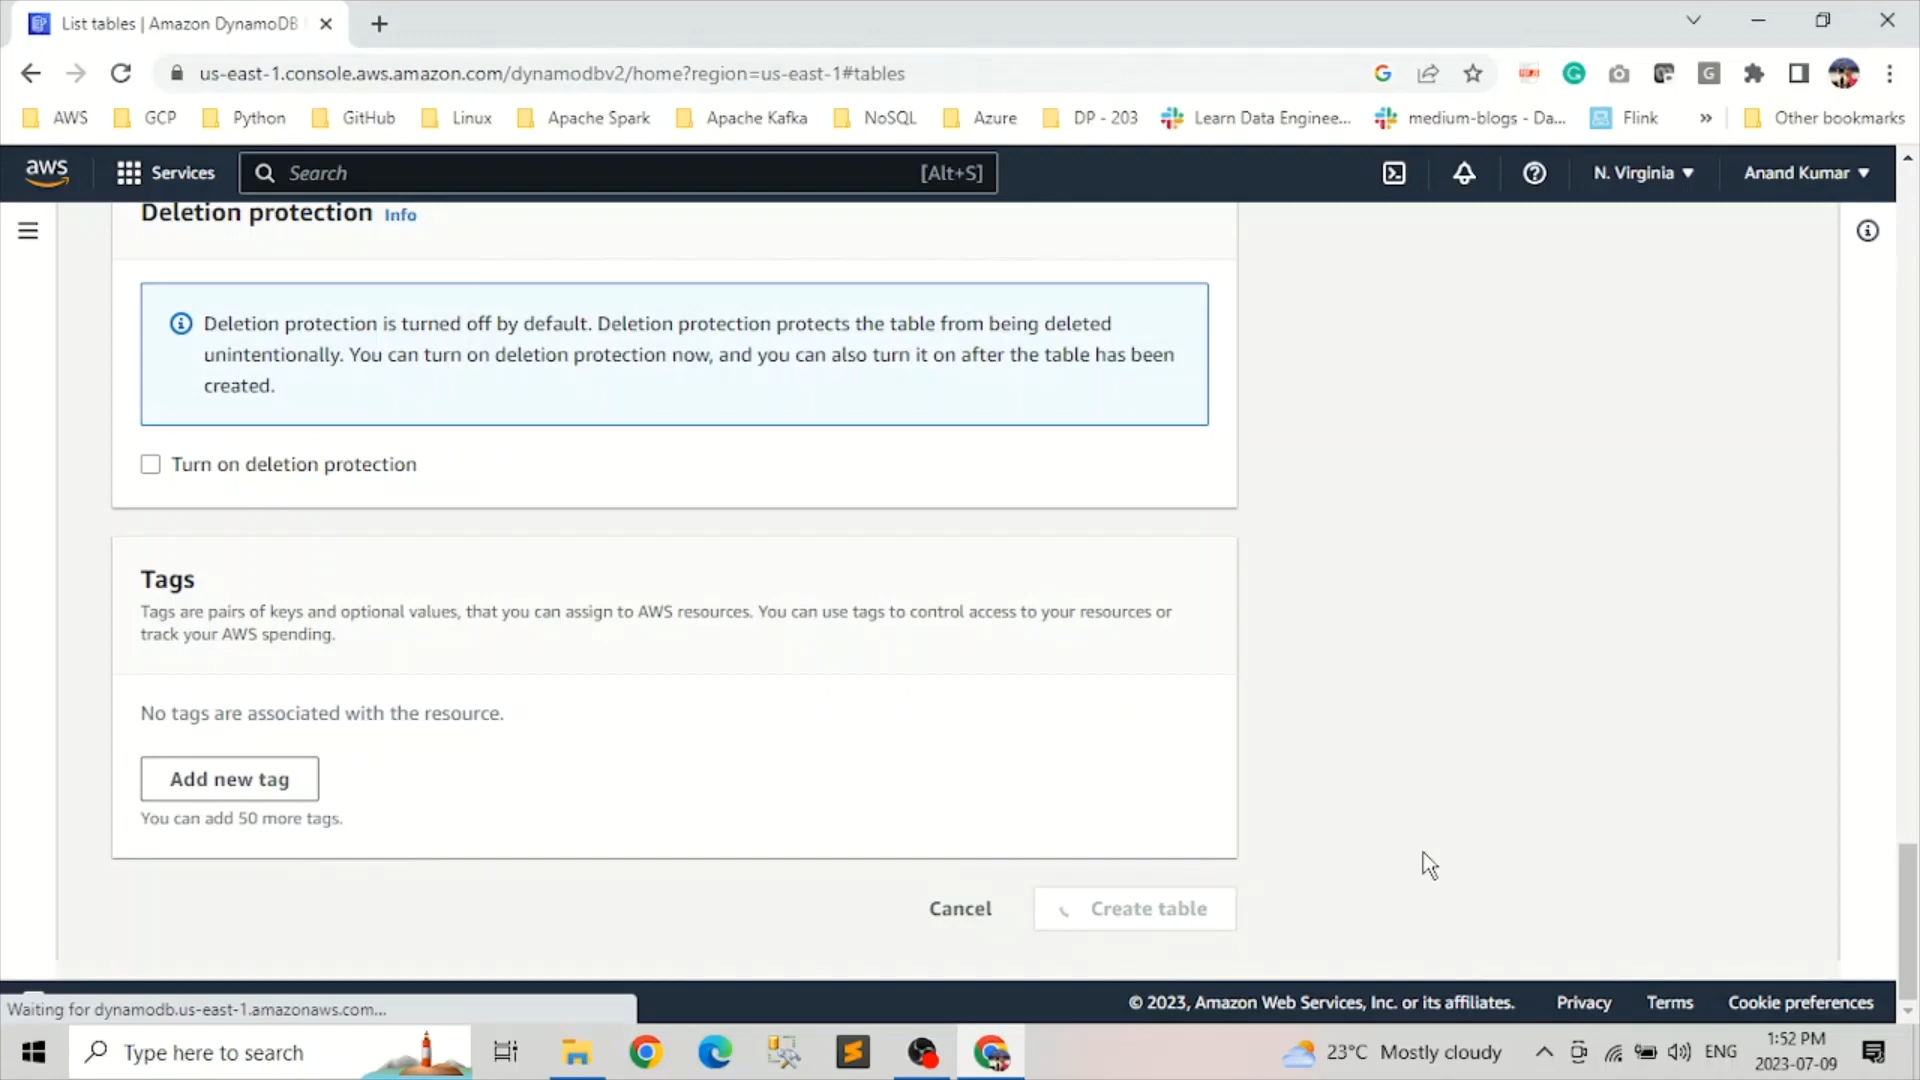 List tables | Amazon DynamoDB
us-east-1.console.aws.amazon.com/dynamodbv2/home?region=us-east-1#tables
AWS
GCP
Python
GitHub
Linux
Apache Spark
Apache Kafka
NoSQL
Azure
DP - 203
Learn Data Enginee...
medium-blogs - Da...
Flink
»
Other bookmarks
aws
Services
Search
[Alt+S]
N. Virginia
Anand Kumar
Deletion protection Info
Deletion protection is turned off by default. Deletion protection protects the table from being deleted
unintentionally. You can turn on deletion protection now, and you can also turn it on after the table has been
created.
Turn on deletion protection
Tags
Tags are pairs of keys and optional values, that you can assign to AWS resources. You can use tags to control access to your resources or
track your AWS spending.
No tags are associated with the resource.
Add new tag
You can add 50 more tags.
Cancel
Create table
Waiting for dynamodb.us-east-1.amazonaws.com...
© 2023, Amazon Web Services, Inc. or its affiliates.
Privacy
Terms
Cookie preferences
Type here to search
23°C Mostly cloudy
ENG
1:52 PM
2023-07-09